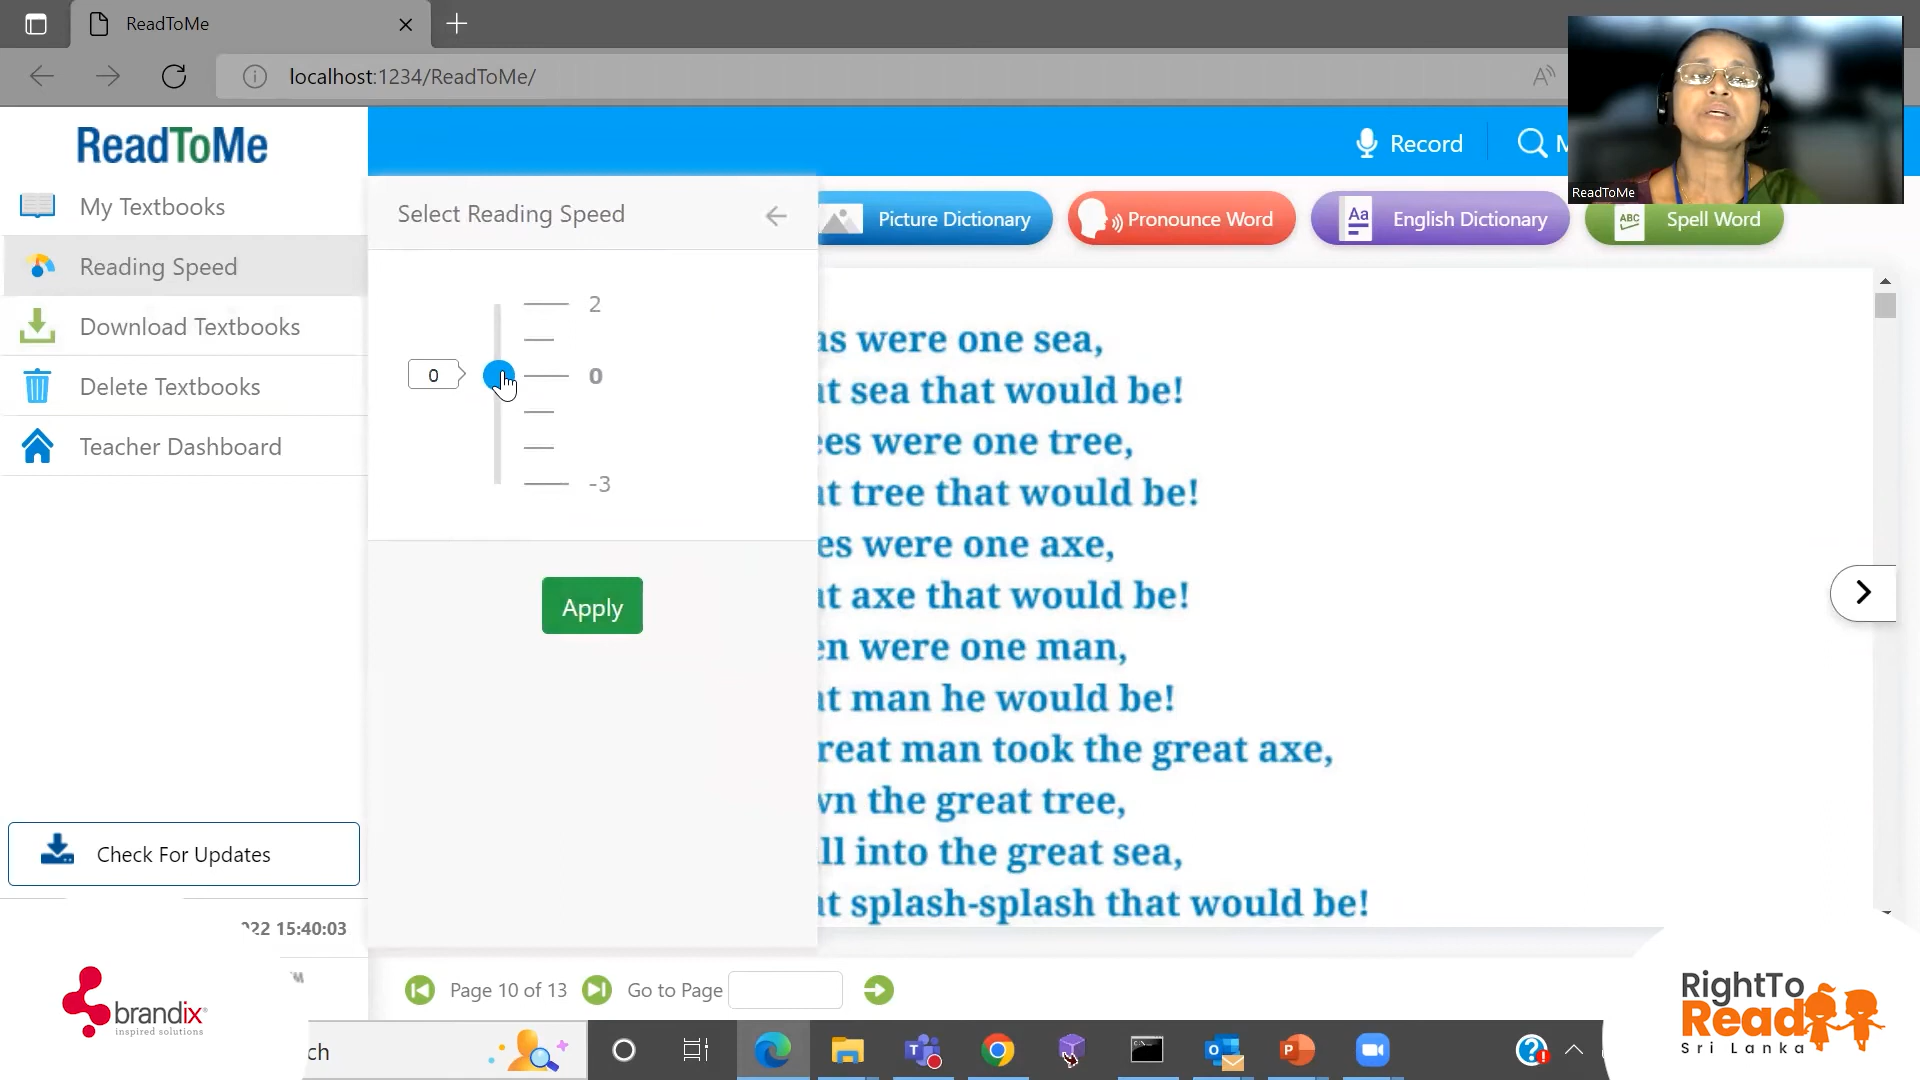 ReadToMe
localhost:1234/ReadToMe/
ReadToMe
Record
M
ReadToMe
My Textbooks
Reading Speed
Download Textbooks
Delete Textbooks
Teacher Dashboard
Select Reading Speed
2
0
0
-3
Apply
Picture Dictionary
Pronounce Word
Aa
English Dictionary
ABC
Spell Word
as were one sea,
at sea that would be!
ees were one tree,
at tree that would be!
es were one axe,
at axe that would be!
en were one man,
at man he would be!
reat man took the great axe,
wn the great tree,
ll into the great sea,
at splash-splash that would be!
Check For Updates
022 15:40:03
TM
brandix
inspired solutions
Page 10 of 13
Go to Page
RightTo
Read
Sri Lanka
ch